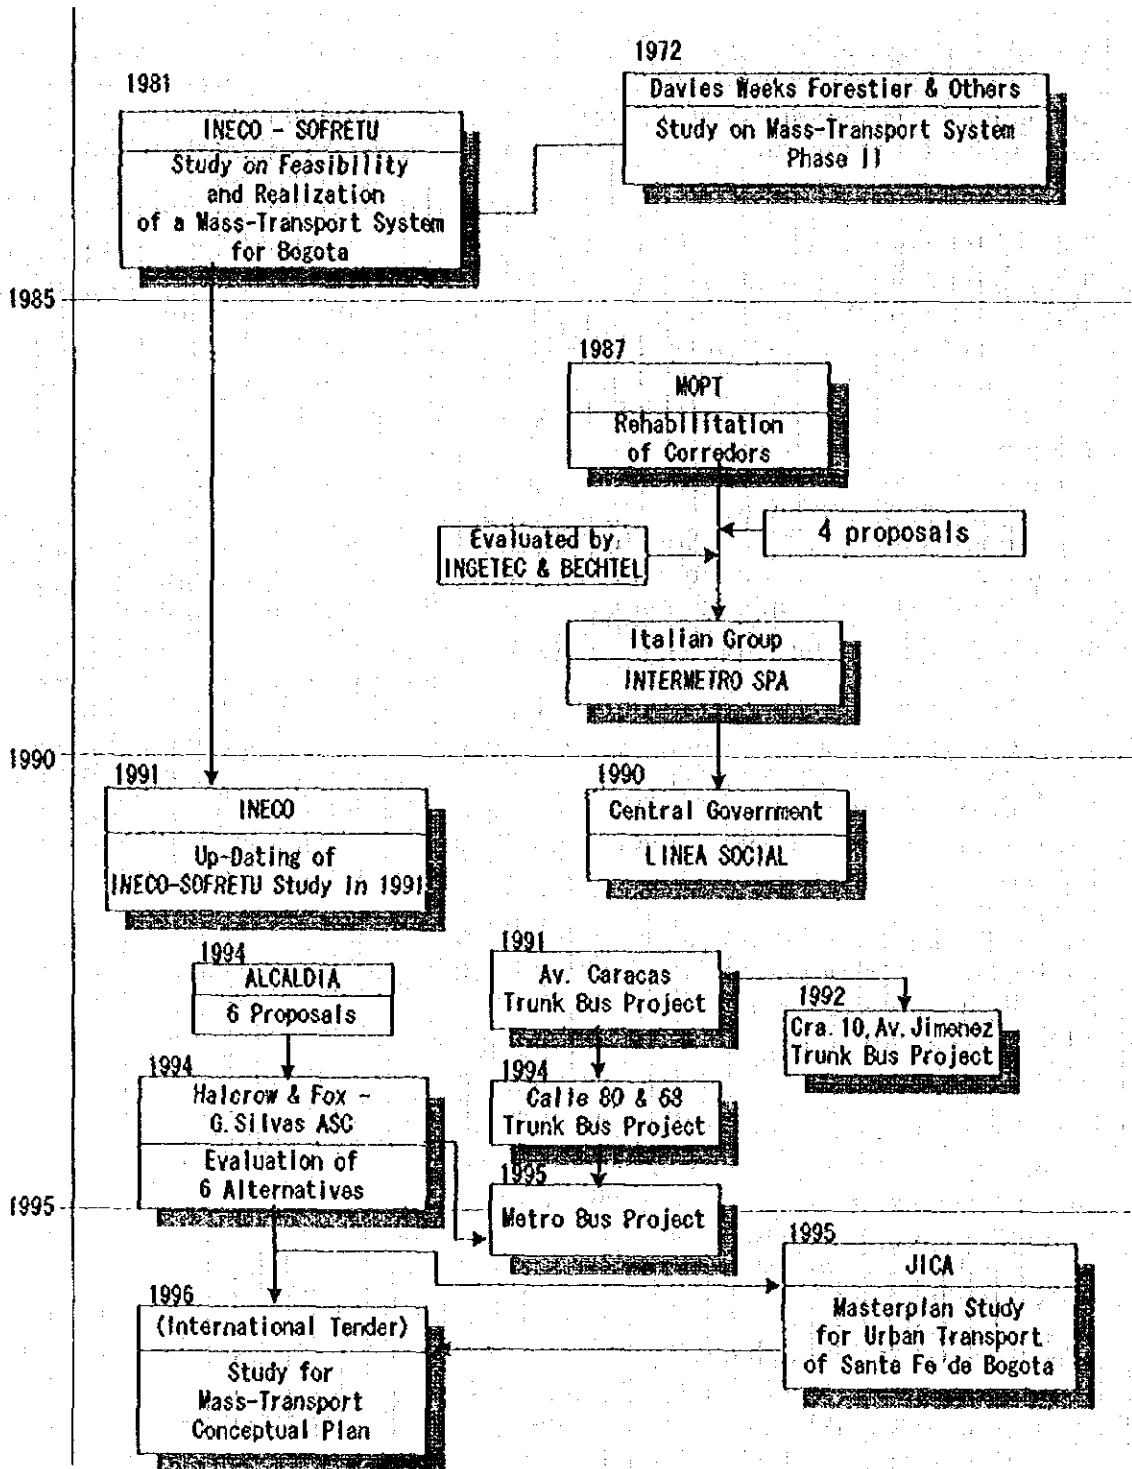 1972
Davies Weeks Forestier & Others
Study on Mass-Transport System
Phase II
1981
INECO - SOFRETU
Study on Feasibility
and Realization
of a Mass-Transport System
for Bogota
1985
1987
MOPT
Rehabilitation
of Corredors
4 proposals
Evaluated by
INGETEC & BECHTEL
Italian Group
INTERMETRO SPA
1990
1991
INECO
Up-Dating of
INECO-SOFRETU Study in 1991
1990
Central Government
LINEA SOCIAL
1994
ALCALDIA
6 Proposals
1991
Av. Caracas
Trunk Bus Project
1992
Cra. 10, Av. Jimenez
Trunk Bus Project
1994
Halcrow & Fox -
G. Silvas ASC
Evaluation of
6 Alternatives
1994
Calle 80 & 68
Trunk Bus Project
1995
Metro Bus Project
1995
1995
JICA
Masterplan Study
for Urban Transport
of Santa Fe de Bogota
1996
(International Tender)
Study for
Mass-Transport
Conceptual Plan